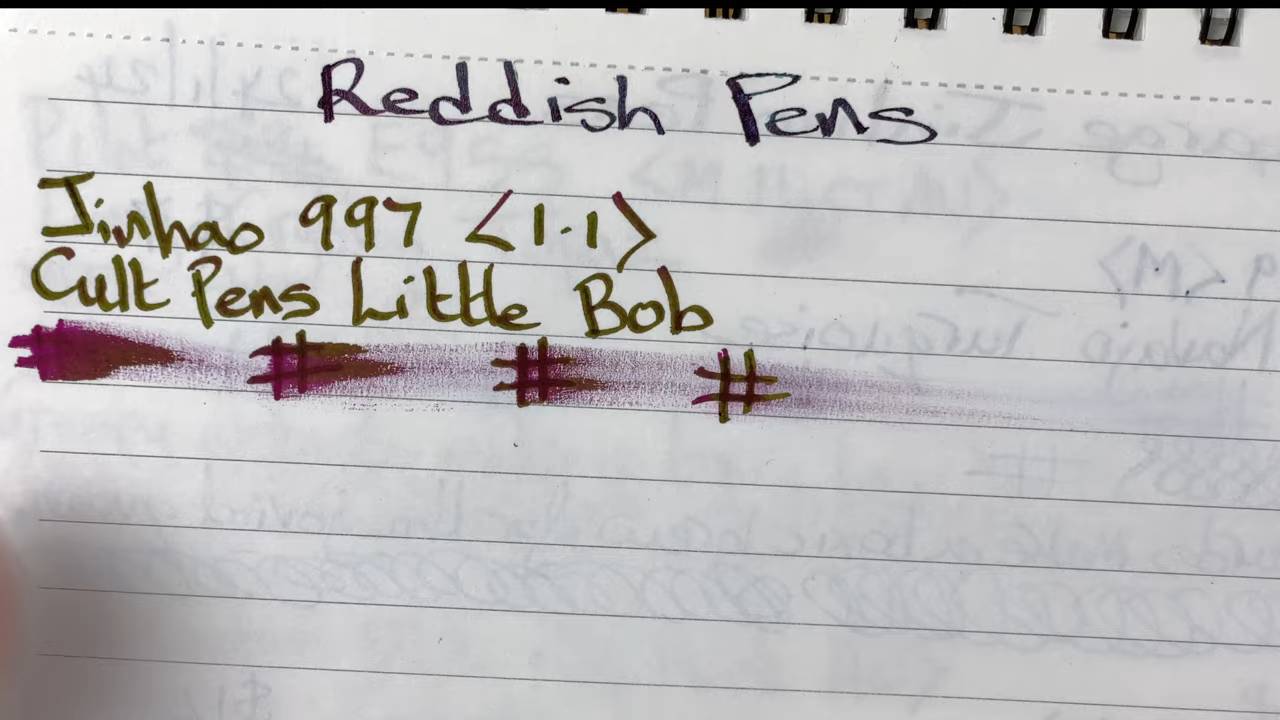 Reddish Pens
Jinhao 997 <1.1>
Cult Pens Little Bob
# # #